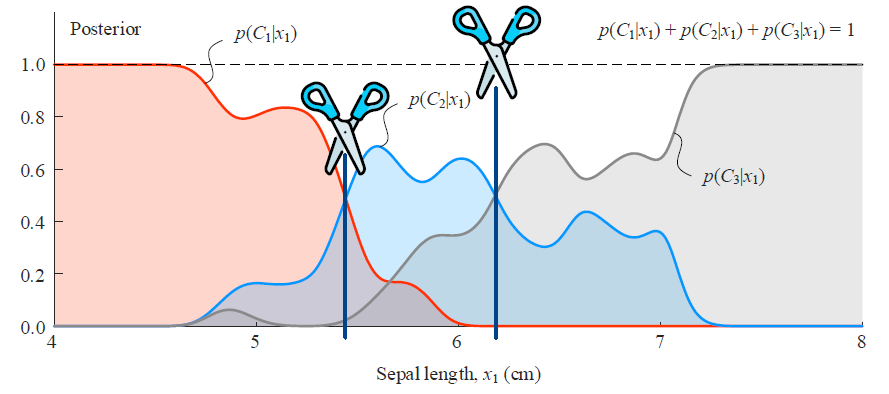 Posterior
p(C₁|x₁)
p(C₂|x₁)
p(C₁|x₁) + p(C₂|x₁) + p(C₃|x₁) = 1
p(C₃|x₁)
1.0
0.8
0.6
0.4
0.2
0.0
4 5 6 7 8
Sepal length, x₁ (cm)